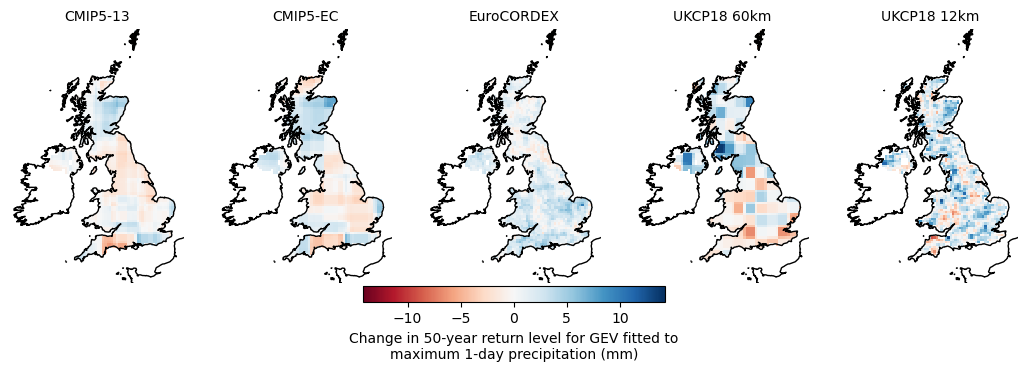 CMIP5-13
CMIP5-EC
EuroCORDEX
UKCP18 60km
UKCP18 12km
−10 −5 0 5 10
Change in 50-year return level for GEV fitted to
maximum 1-day precipitation (mm)